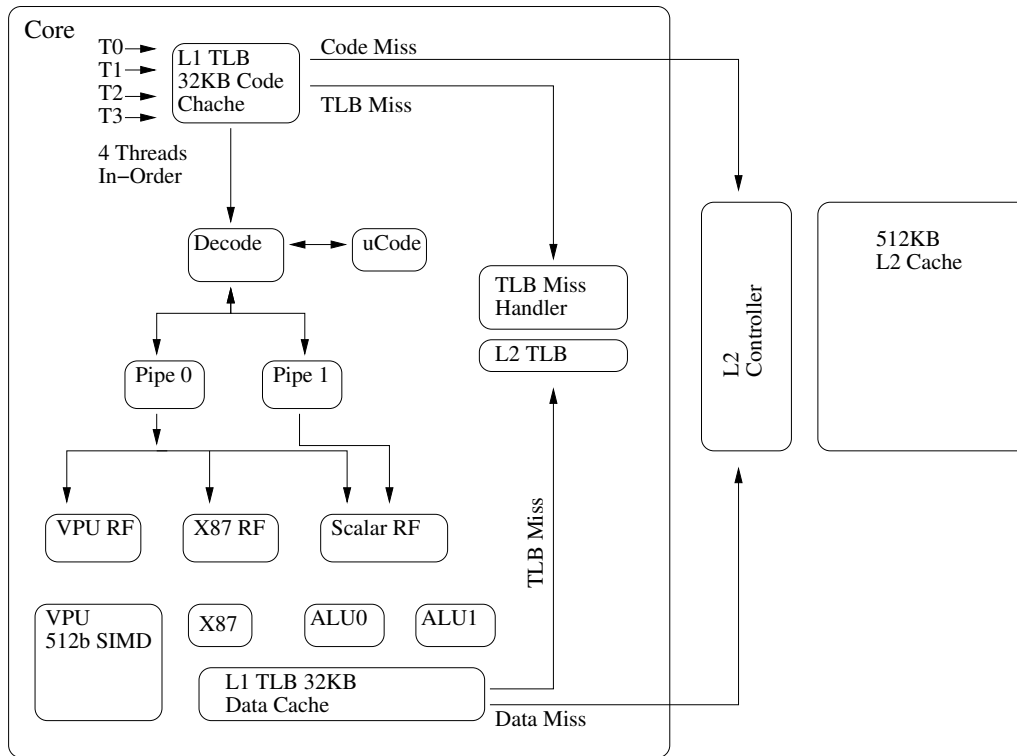 Core
T0
T1
T2
T3
L1 TLB
32KB Code
Chache
Code Miss
TLB Miss
4 Threads
In−Order
Decode
uCode
TLB Miss
Handler
L2 TLB
L2
Controller
512KB
L2 Cache
Pipe 0
Pipe 1
VPU RF
X87 RF
Scalar RF
TLB Miss
VPU
512b SIMD
X87
ALU0
ALU1
L1 TLB 32KB
Data Cache
Data Miss